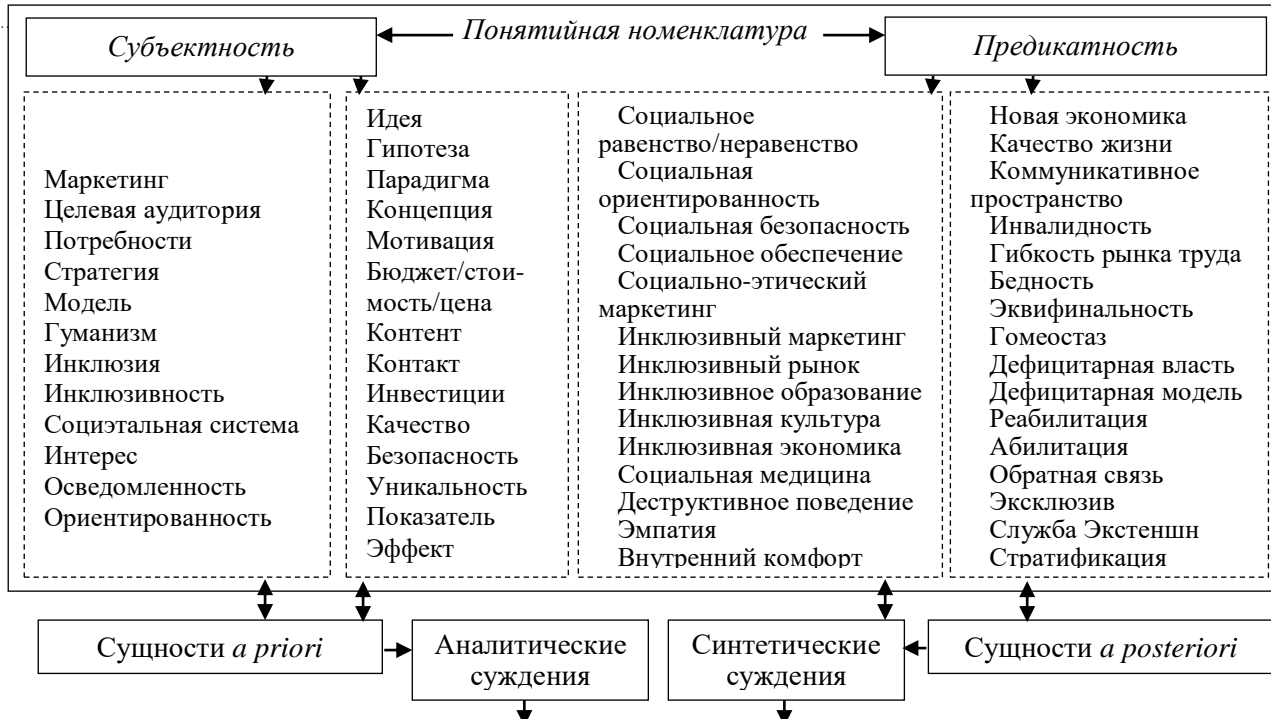 Понятийная номенклатура
Субъектность
Предикатность
Маркетинг
Целевая аудитория
Потребности
Стратегия
Модель
Гуманизм
Инклюзия
Инклюзивность
Социэтальная система
Интерес
Осведомленность
Ориентированность
Идея
Гипотеза
Парадигма
Концепция
Мотивация
Бюджет/стои-
мость/цена
Контент
Контакт
Инвестиции
Качество
Безопасность
Уникальность
Показатель
Эффект
Социальное
равенство/неравенство
Социальная
ориентированность
Социальная безопасность
Социальное обеспечение
Социально-этический
маркетинг
Инклюзивный маркетинг
Инклюзивный рынок
Инклюзивное образование
Инклюзивная культура
Инклюзивная экономика
Социальная медицина
Деструктивное поведение
Эмпатия
Внутренний комфорт
Новая экономика
Качество жизни
Коммуникативное
пространство
Инвалидность
Гибкость рынка труда
Бедность
Эквифинальность
Гомеостаз
Дефицитарная власть
Дефицитарная модель
Реабилитация
Абилитация
Обратная связь
Эксклюзив
Служба Экстеншн
Стратификация
Сущности a priori
Аналитические
суждения
Синтетические
суждения
Сущности a posteriori